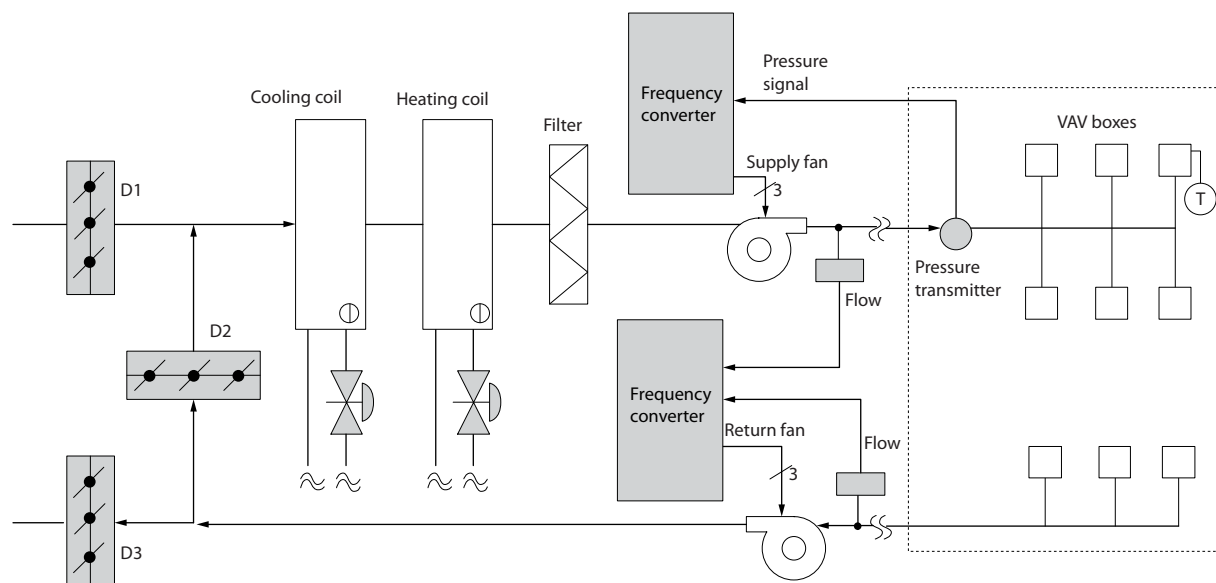 Cooling coil
Heating coil
Filter
Frequency
converter
Pressure
signal
VAV boxes
Supply fan
3
D1
T
Pressure
transmitter
Flow
D2
Frequency
converter
Return fan
3
Flow
D3